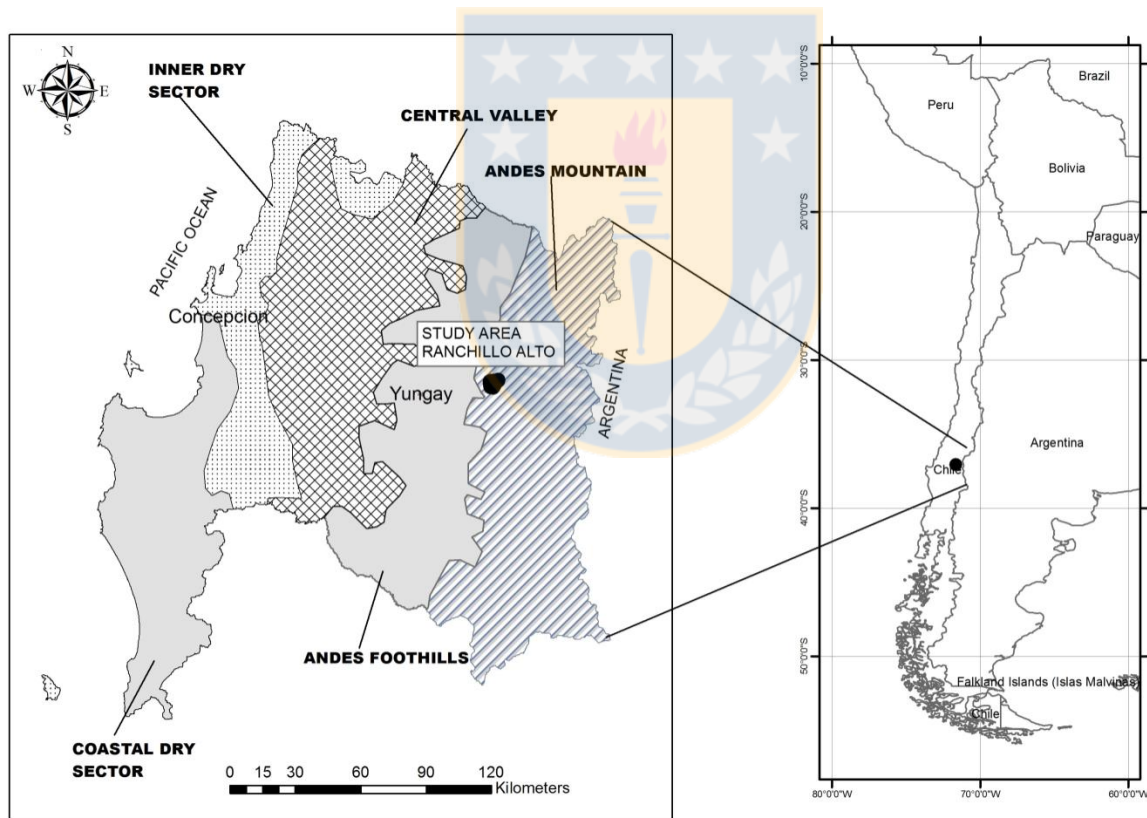 N
W
E
S
INNER DRY
SECTOR
CENTRAL VALLEY
ANDES MOUNTAIN
PACIFIC OCEAN
Concepcion
STUDY AREA
RANCHILLO ALTO
Yungay
ARGENTINA
ANDES FOOTHILLS
COASTAL DRY
SECTOR
0 15 30 60 90 120
Kilometers
10°0'0"S
20°0'0"S
30°0'0"S
40°0'0"S
50°0'0"S
Brazil
Peru
Bolivia
Paraguay
Argentina
Chile
Falkland Islands (Islas Malvinas)
Chile
80°0'0"W 70°0'0"W 60°0'0"W